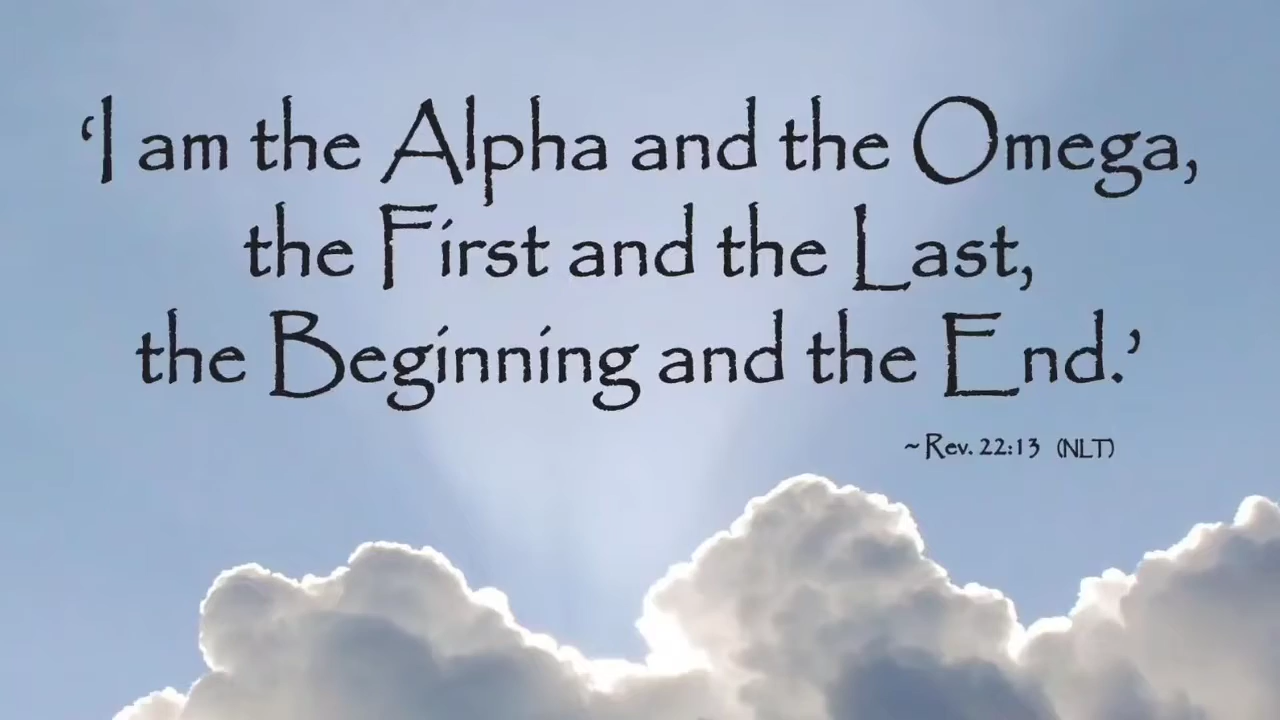 ‘I am the Alpha and the Omega,
the First and the Last,
the Beginning and the End.’
~ Rev. 22:13 (NLT)